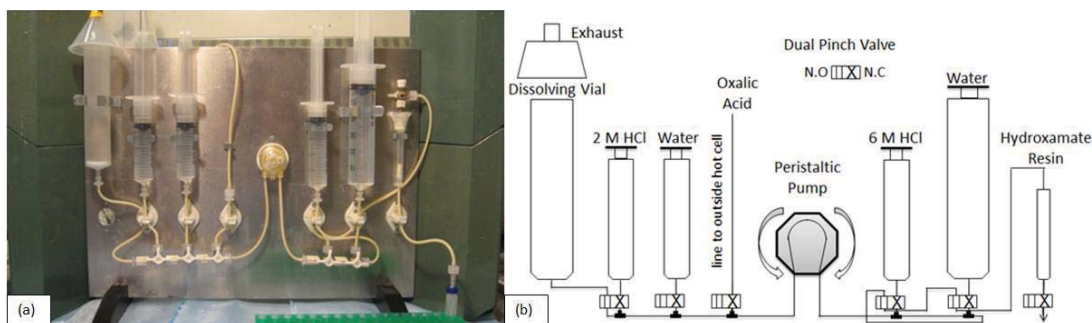 (a)
(b)
Exhaust
Dissolving Vial
2 M HCl
Water
Oxalic
Acid
line to outside hot cell
Dual Pinch Valve
N.O
N.C
Peristaltic
Pump
6 M HCl
Water
Hydroxamate
Resin